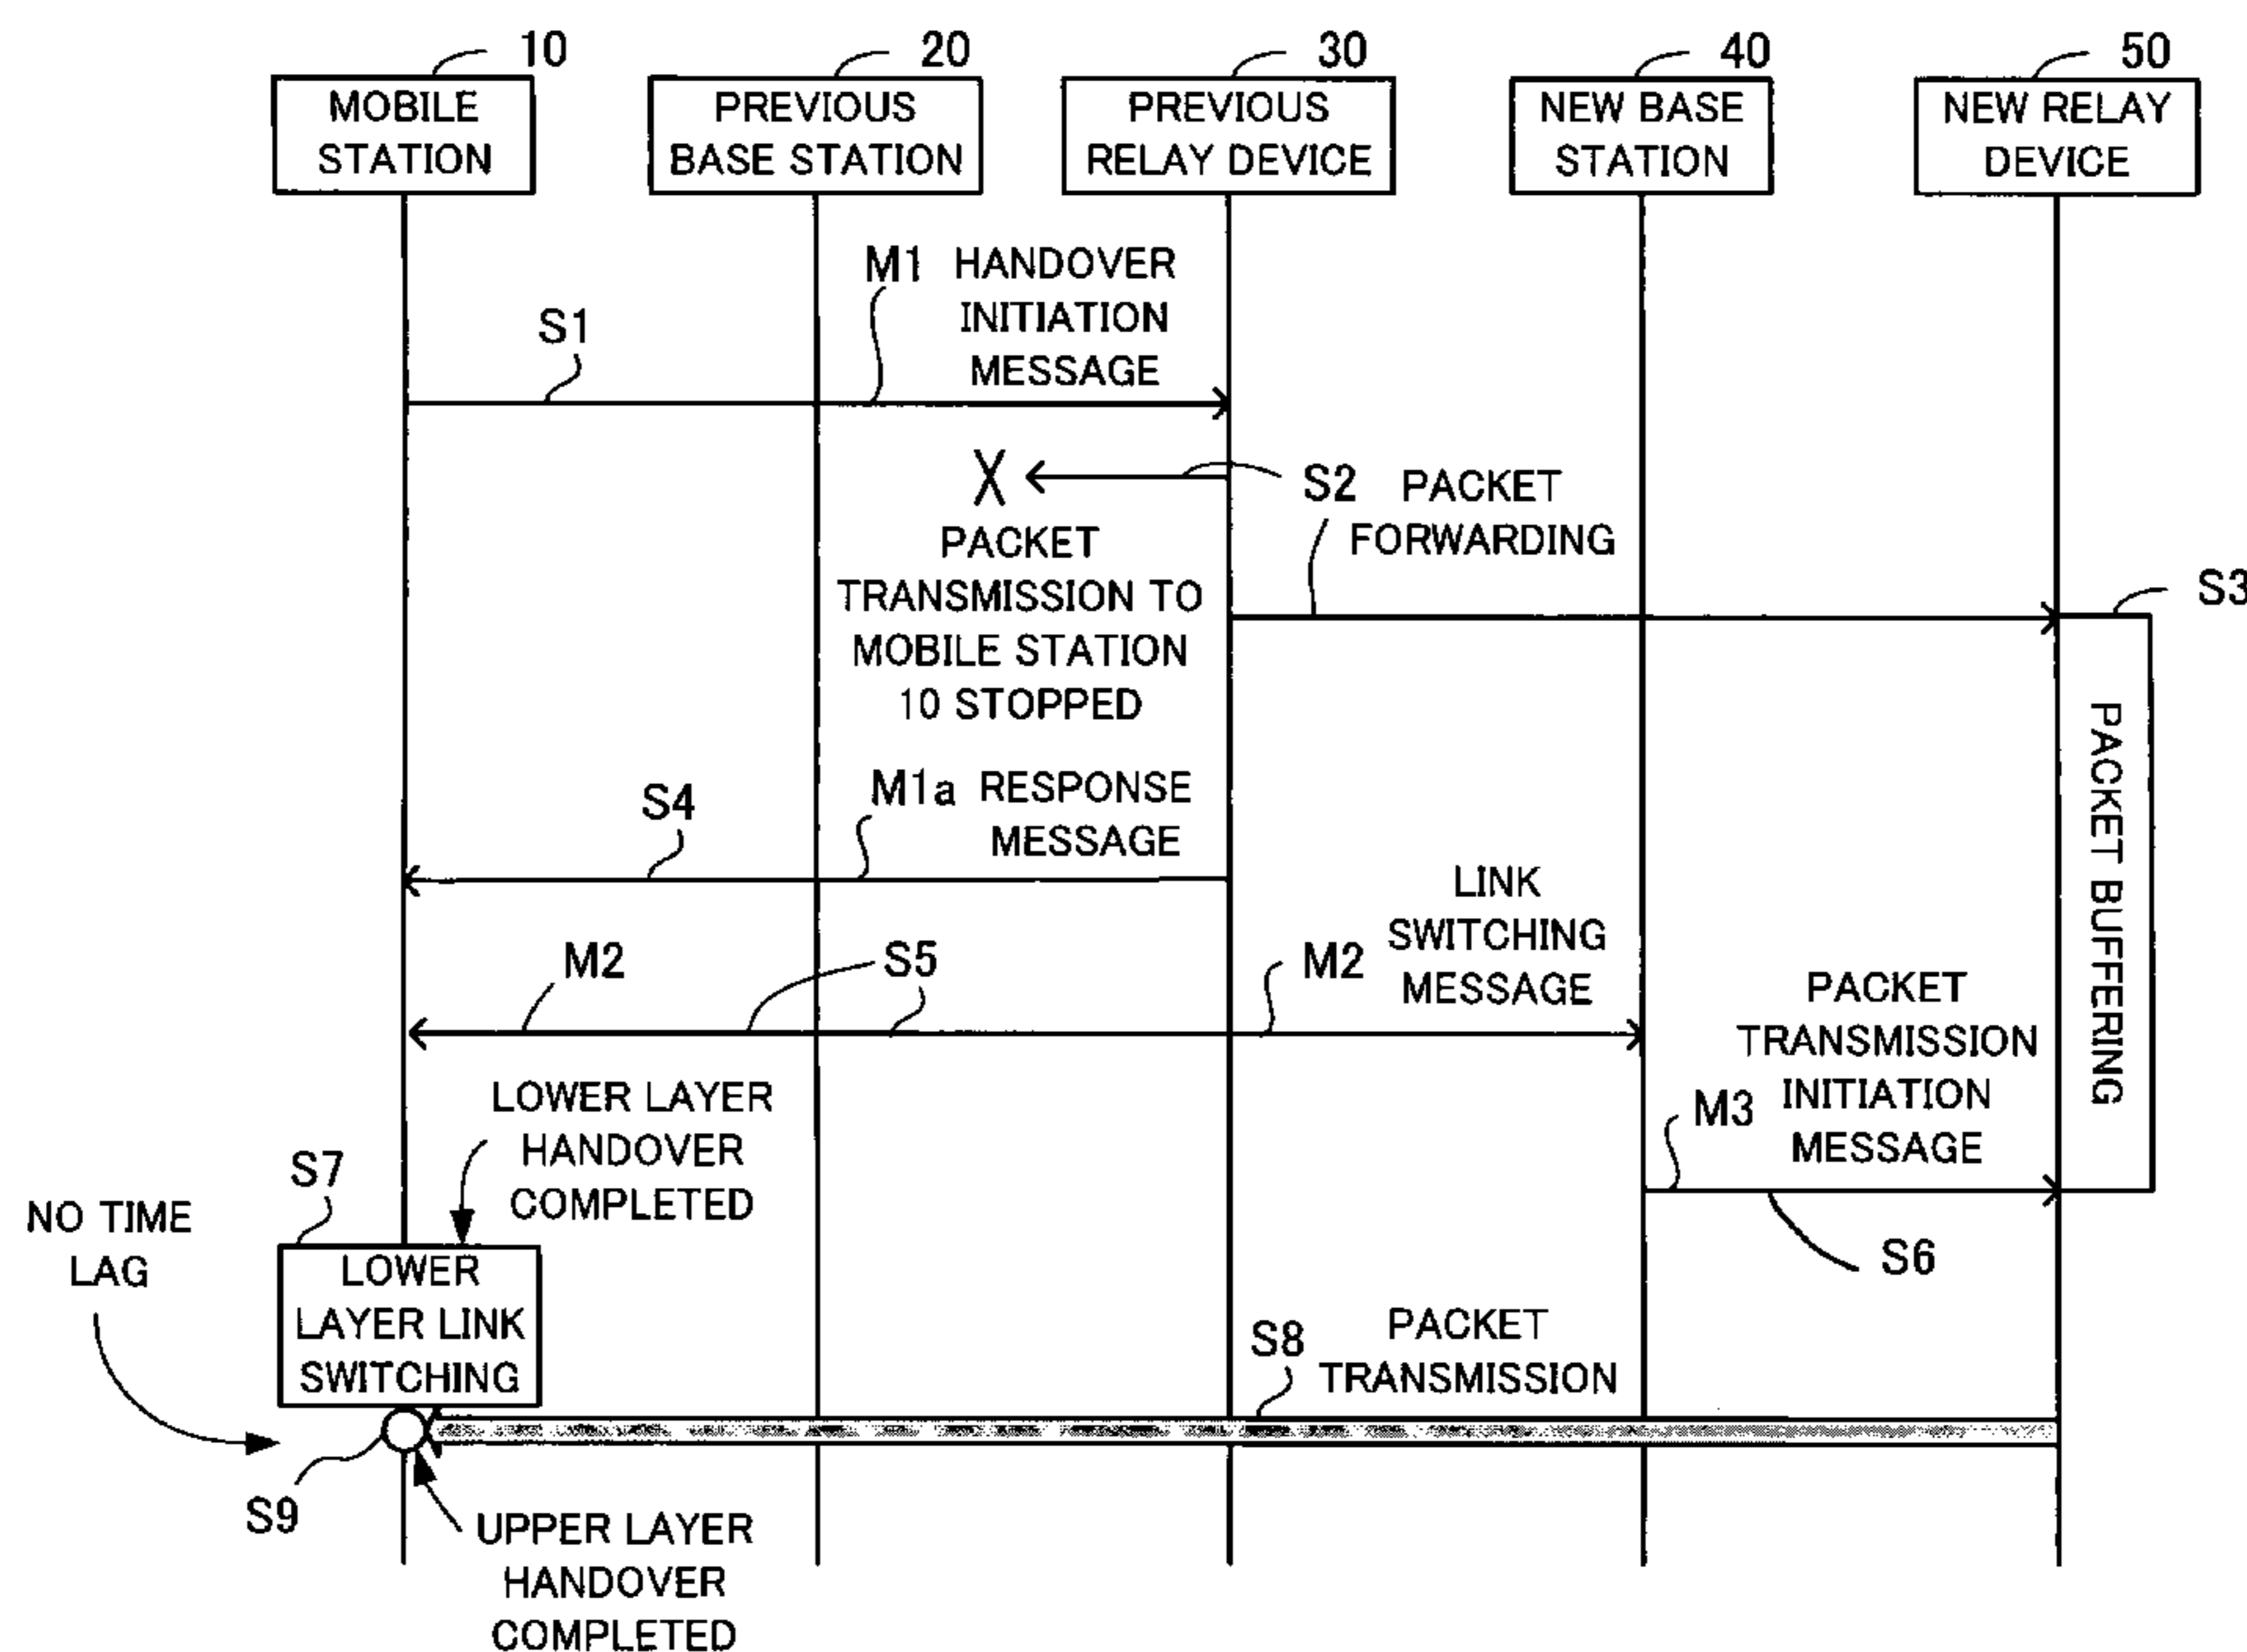 10
20
30
40
50
MOBILE
STATION
PREVIOUS
BASE STATION
PREVIOUS
RELAY DEVICE
NEW BASE
STATION
NEW RELAY
DEVICE
M1 HANDOVER
INITIATION
MESSAGE
S1
X
S2 PACKET
FORWARDING
PACKET
TRANSMISSION TO
MOBILE STATION
10 STOPPED
S3
PACKET BUFFERING
M1a RESPONSE
MESSAGE
S4
M2
S5
M2
LINK
SWITCHING
MESSAGE
PACKET
TRANSMISSION
INITIATION
MESSAGE
M3
S6
LOWER LAYER
HANDOVER
COMPLETED
S7
NO TIME
LAG
LOWER
LAYER LINK
SWITCHING
S8
PACKET
TRANSMISSION
S9
UPPER LAYER
HANDOVER
COMPLETED